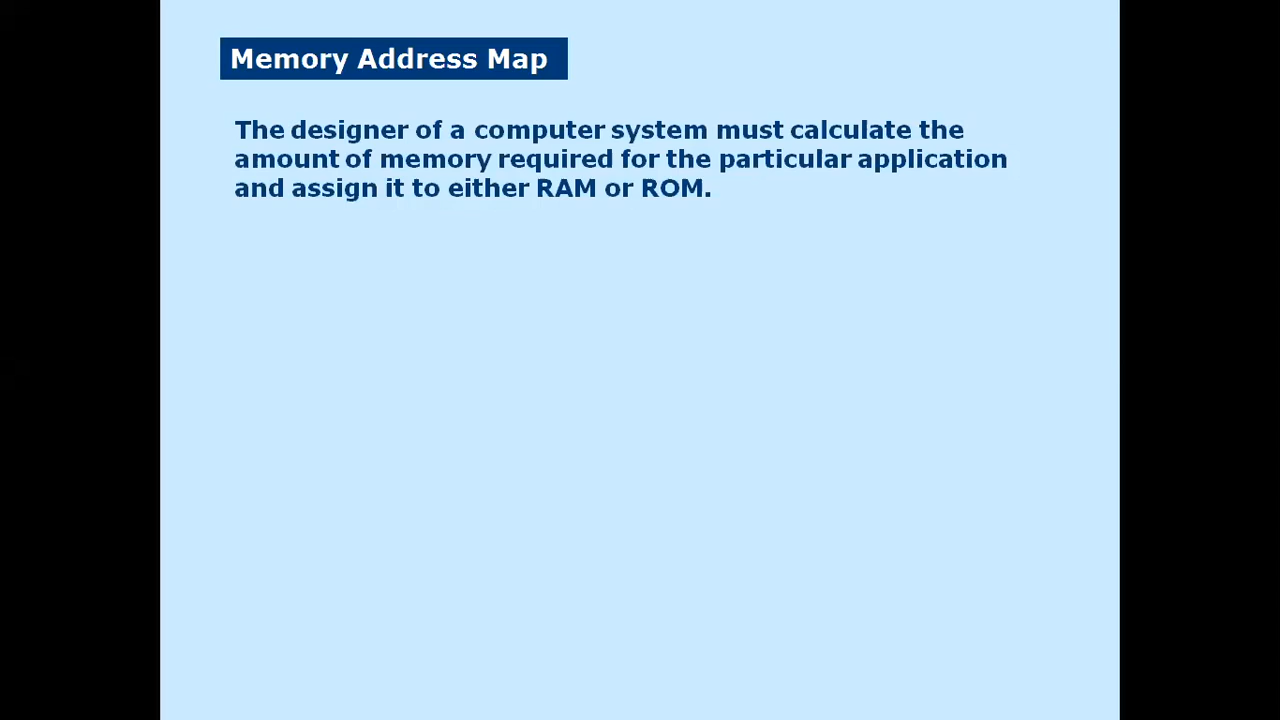 Memory Address Map
The designer of a computer system must calculate the
amount of memory required for the particular application
and assign it to either RAM or ROM.